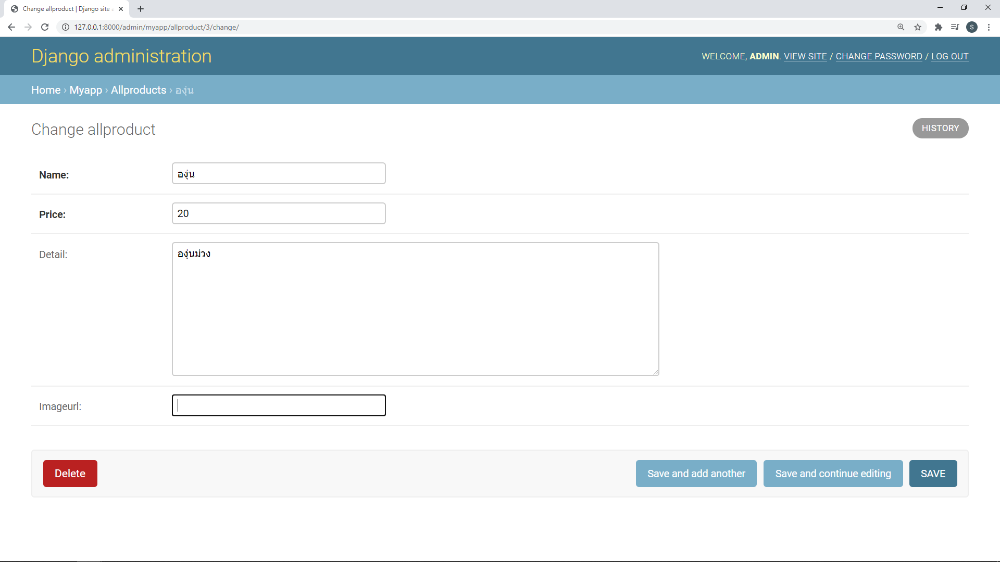 Change allproduct | Django site a
127.0.0.1:8000/admin/myapp/allproduct/3/change/
S
Django administration
WELCOME, ADMIN. VIEW SITE / CHANGE PASSWORD / LOG OUT
Home › Myapp › Allproducts › องุ่น
Change allproduct
HISTORY
Name:
องุ่น
Price:
20
Detail:
องุ่นม่วง
Imageurl:
Delete
Save and add another
Save and continue editing
SAVE